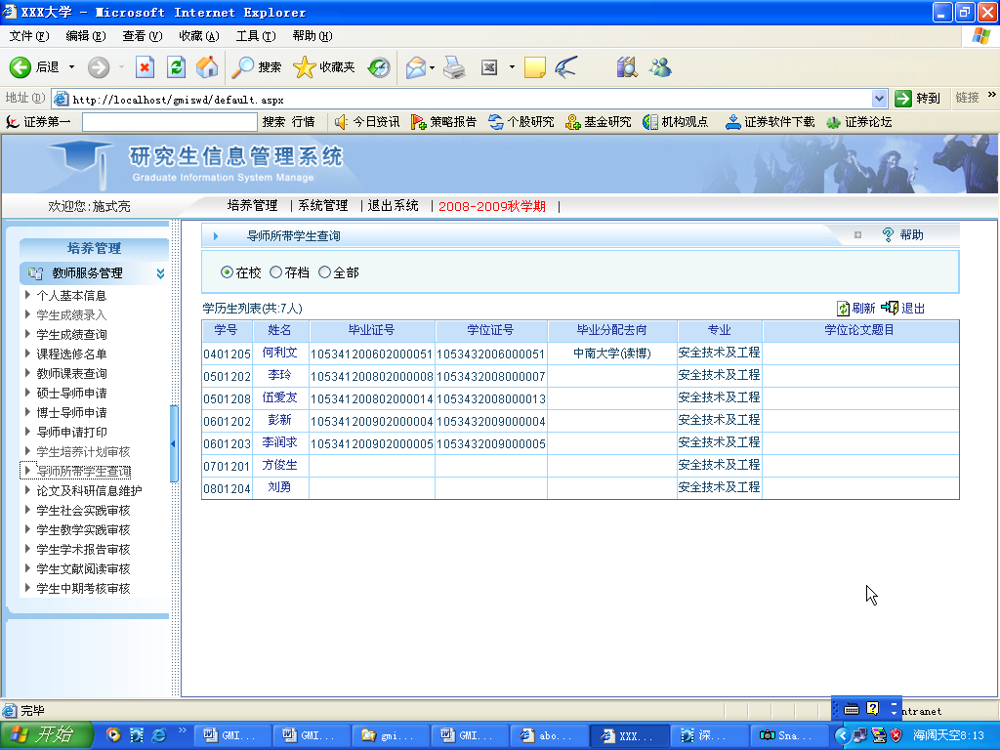 XXX大学 - Microsoft Internet Explorer
文件(F) 编辑(E) 查看(V) 收藏(A) 工具(T) 帮助(H)
后退 搜索 收藏夹
地址(D) http://localhost/gmiswd/default.aspx 转到 链接 »
证券第一 搜索 行情 今日资讯 策略报告 个股研究 基金研究 机构观点 证券软件下载 证券论坛
研究生信息管理系统
Graduate Information System Manage
欢迎您:施式亮 培养管理 | 系统管理 | 退出系统 | 2008-2009秋学期 |
培养管理
教师服务管理
个人基本信息
学生成绩录入
学生成绩查询
课程选修名单
教师课表查询
硕士导师申请
博士导师申请
导师申请打印
学生培养计划审核
导师所带学生查询
论文及科研信息维护
学生社会实践审核
学生教学实践审核
学生学术报告审核
学生文献阅读审核
学生中期考核审核
导师所带学生查询 帮助
在校 存档 全部
学历生列表(共:7人) 刷新 退出
学号 姓名 毕业证号 学位证号 毕业分配去向 专业 学位论文题目
0401205 何利文 105341200602000051 1053432006000051 中南大学(读博) 安全技术及工程
0501202 李玲 105341200802000008 1053432008000007 安全技术及工程
0501208 伍爱友 105341200802000014 1053432008000013 安全技术及工程
0601202 彭新 105341200902000004 1053432009000004 安全技术及工程
0601203 李润求 105341200902000005 1053432009000005 安全技术及工程
0701201 方俊生 安全技术及工程
0801204 刘勇 安全技术及工程
完毕 ntranet
开始 » GMI... GMI... gmi... GMI... abo... XXX... 深... Sna... 海阔天空8:13